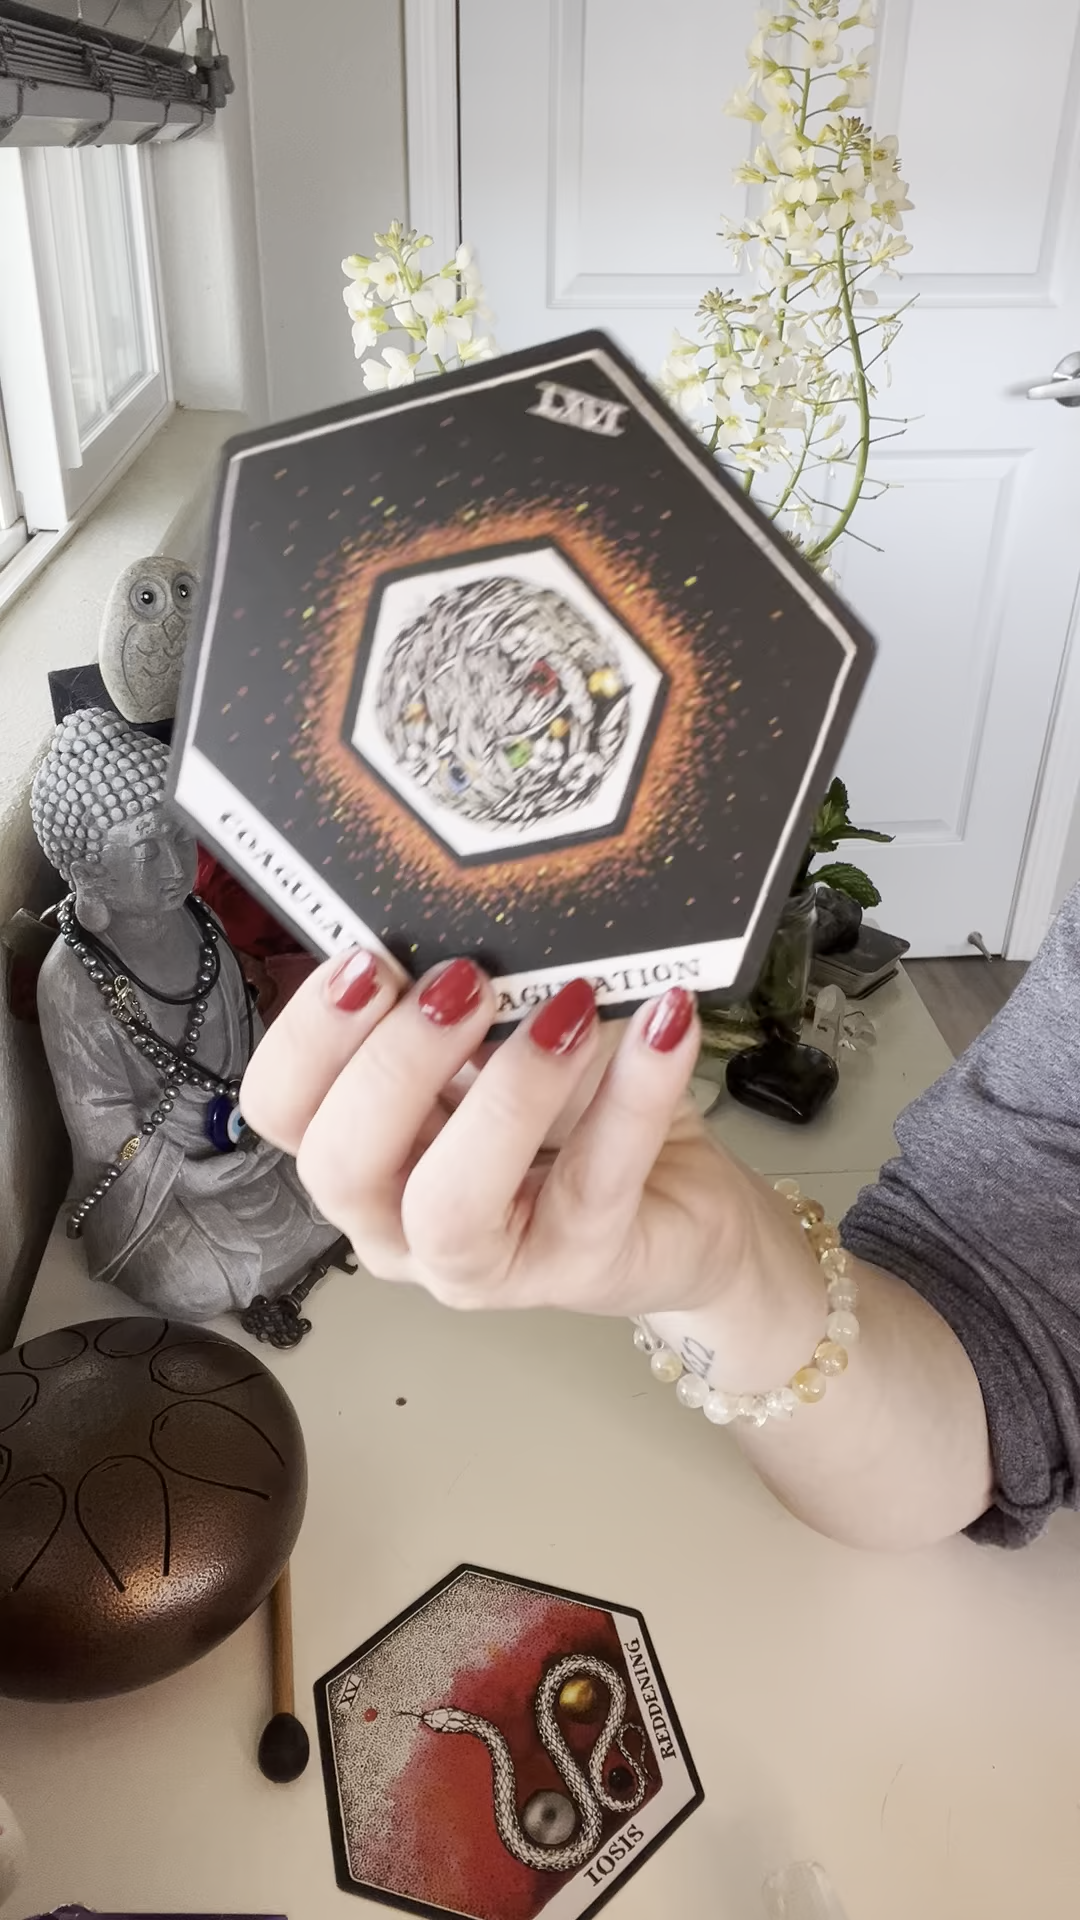 LXVI
COAGULA
AGITATION
XV
REDDENING
IOSIS